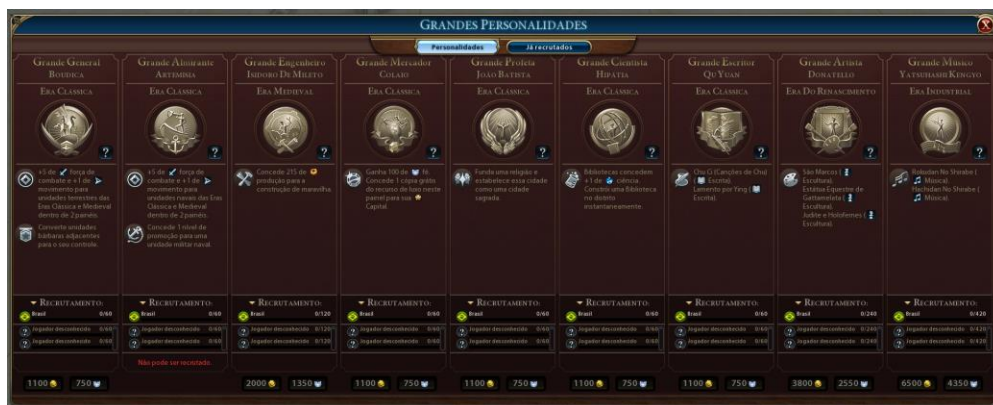 GRANDES PERSONALIDADES
Personalidades
Já recrutados
Grande General
BOUDICA
ERA CLÁSSICA
+5 de força de
combate e +1 de
movimento para
unidades terrestres das
Eras Clássica e Medieval
dentro de 2 painéis.
Converte unidades
bárbaras adjacentes
para o seu controle.
RECRUTAMENTO:
Brasil 0/60
Jogador desconhecido 0/60
Jogador desconhecido 0/60
1100 750
Grande Almirante
ARTEMISIA
ERA CLÁSSICA
+5 de força de
combate e +1 de
movimento para
unidades navais das Eras
Clássica e Medieval
dentro de 2 painéis.
Concede 1 nível de
promoção para uma
unidade militar naval.
RECRUTAMENTO:
Brasil 0/60
Jogador desconhecido 0/60
Jogador desconhecido 0/60
Não pode ser recrutado.
Grande Engenheiro
ISIDORO DE MILETO
ERA MEDIEVAL
Concede 215 de
produção para a
construção de maravilha.
RECRUTAMENTO:
Brasil 0/120
Jogador desconhecido 0/120
Jogador desconhecido 0/120
2000 1350
Grande Mercador
COLAIO
ERA CLÁSSICA
Ganha 100 de fé.
Concede 1 cópia grátis
do recurso de luxo neste
painel para sua
Capital.
RECRUTAMENTO:
Brasil 0/60
Jogador desconhecido 0/60
Jogador desconhecido 0/60
1100 750
Grande Profeta
JOÃO BATISTA
ERA CLÁSSICA
Funda uma religião e
estabelece essa cidade
como uma cidade
sagrada.
RECRUTAMENTO:
Brasil 0/60
Jogador desconhecido 0/60
Jogador desconhecido 0/60
1100 750
Grande Cientista
HIPÁTIA
ERA CLÁSSICA
Bibliotecas concedem
+1 de ciência.
Constrói uma Biblioteca
no distrito
instantaneamente.
RECRUTAMENTO:
Brasil 0/60
Jogador desconhecido 0/60
Jogador desconhecido 0/60
1100 750
Grande Escritor
QU YUAN
ERA CLÁSSICA
Chu Ci (Canções de Chu)
( Escrita).
Lamento por Ying (
Escrita).
RECRUTAMENTO:
Brasil 0/60
Jogador desconhecido 0/60
Jogador desconhecido 0/60
1100 750
Grande Artista
DONATELLO
ERA DO RENASCIMENTO
São Marcos (
Escultura).
Estátua Equestre de
Gattamelata (
Escultura).
Judite e Holofernes (
Escultura).
RECRUTAMENTO:
Brasil 0/240
Jogador desconhecido 0/240
Jogador desconhecido 0/240
3800 2550
Grande Músico
YATSUHASHI KENGYO
ERA INDUSTRIAL
Rokudan No Shirabe (
Música).
Hachidan No Shirabe
( Música).
RECRUTAMENTO:
Brasil 0/420
Jogador desconhecido 0/420
Jogador desconhecido 0/420
6500 4350